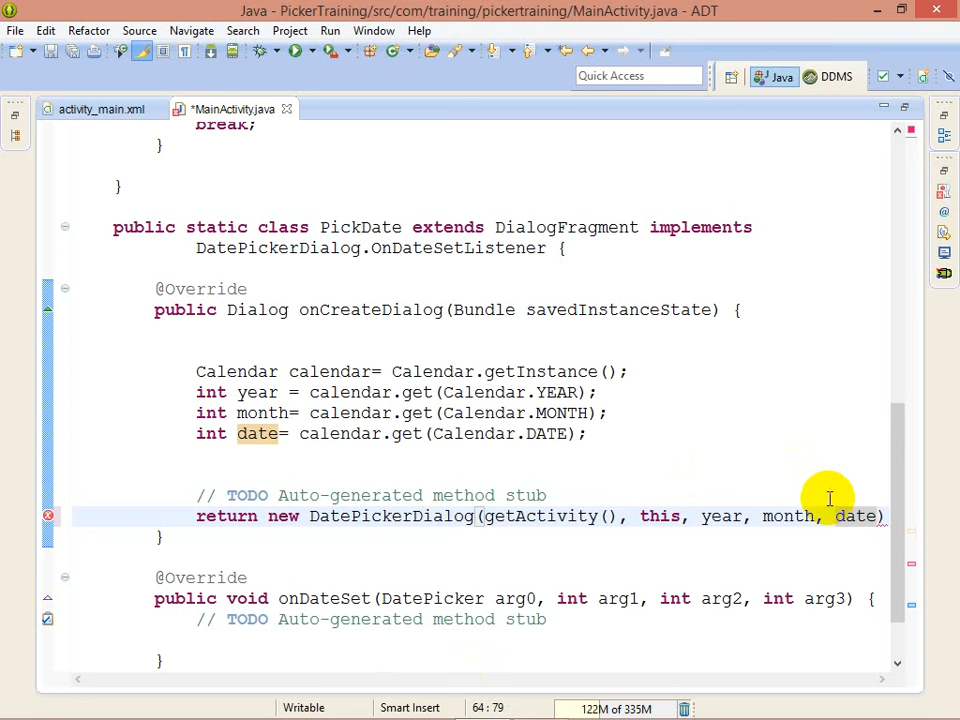 Java - PickerTraining/src/com/training/pickertraining/MainActivity.java - ADT
File Edit Refactor Source Navigate Search Project Run Window Help
Quick Access
Java DDMS
activity_main.xml *MainActivity.java
break;
}
}
public static class PickDate extends DialogFragment implements
DatePickerDialog.OnDateSetListener {
@Override
public Dialog onCreateDialog(Bundle savedInstanceState) {
Calendar calendar= Calendar.getInstance();
int year = calendar.get(Calendar.YEAR);
int month= calendar.get(Calendar.MONTH);
int date= calendar.get(Calendar.DATE);
// TODO Auto-generated method stub
return new DatePickerDialog(getActivity(), this, year, month, date)
}
@Override
public void onDateSet(DatePicker arg0, int arg1, int arg2, int arg3) {
// TODO Auto-generated method stub
}
Writable Smart Insert 64 : 79 122M of 335M